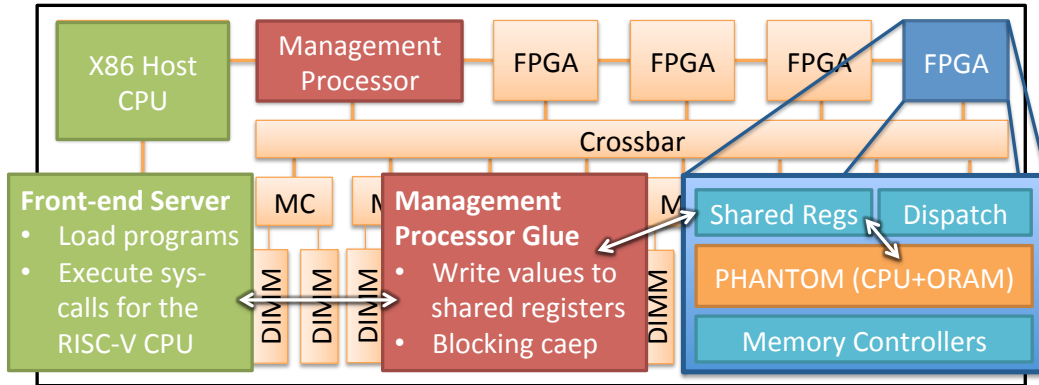 X86 Host
CPU
Management
Processor
FPGA
FPGA
FPGA
FPGA
Crossbar
MC
M
M
DIMM
DIMM
DIMM
DIMM
Front-end Server
• Load programs
• Execute sys-
calls for the
RISC-V CPU
Management
Processor Glue
• Write values to
shared registers
• Blocking caep
Shared Regs
Dispatch
PHANTOM (CPU+ORAM)
Memory Controllers